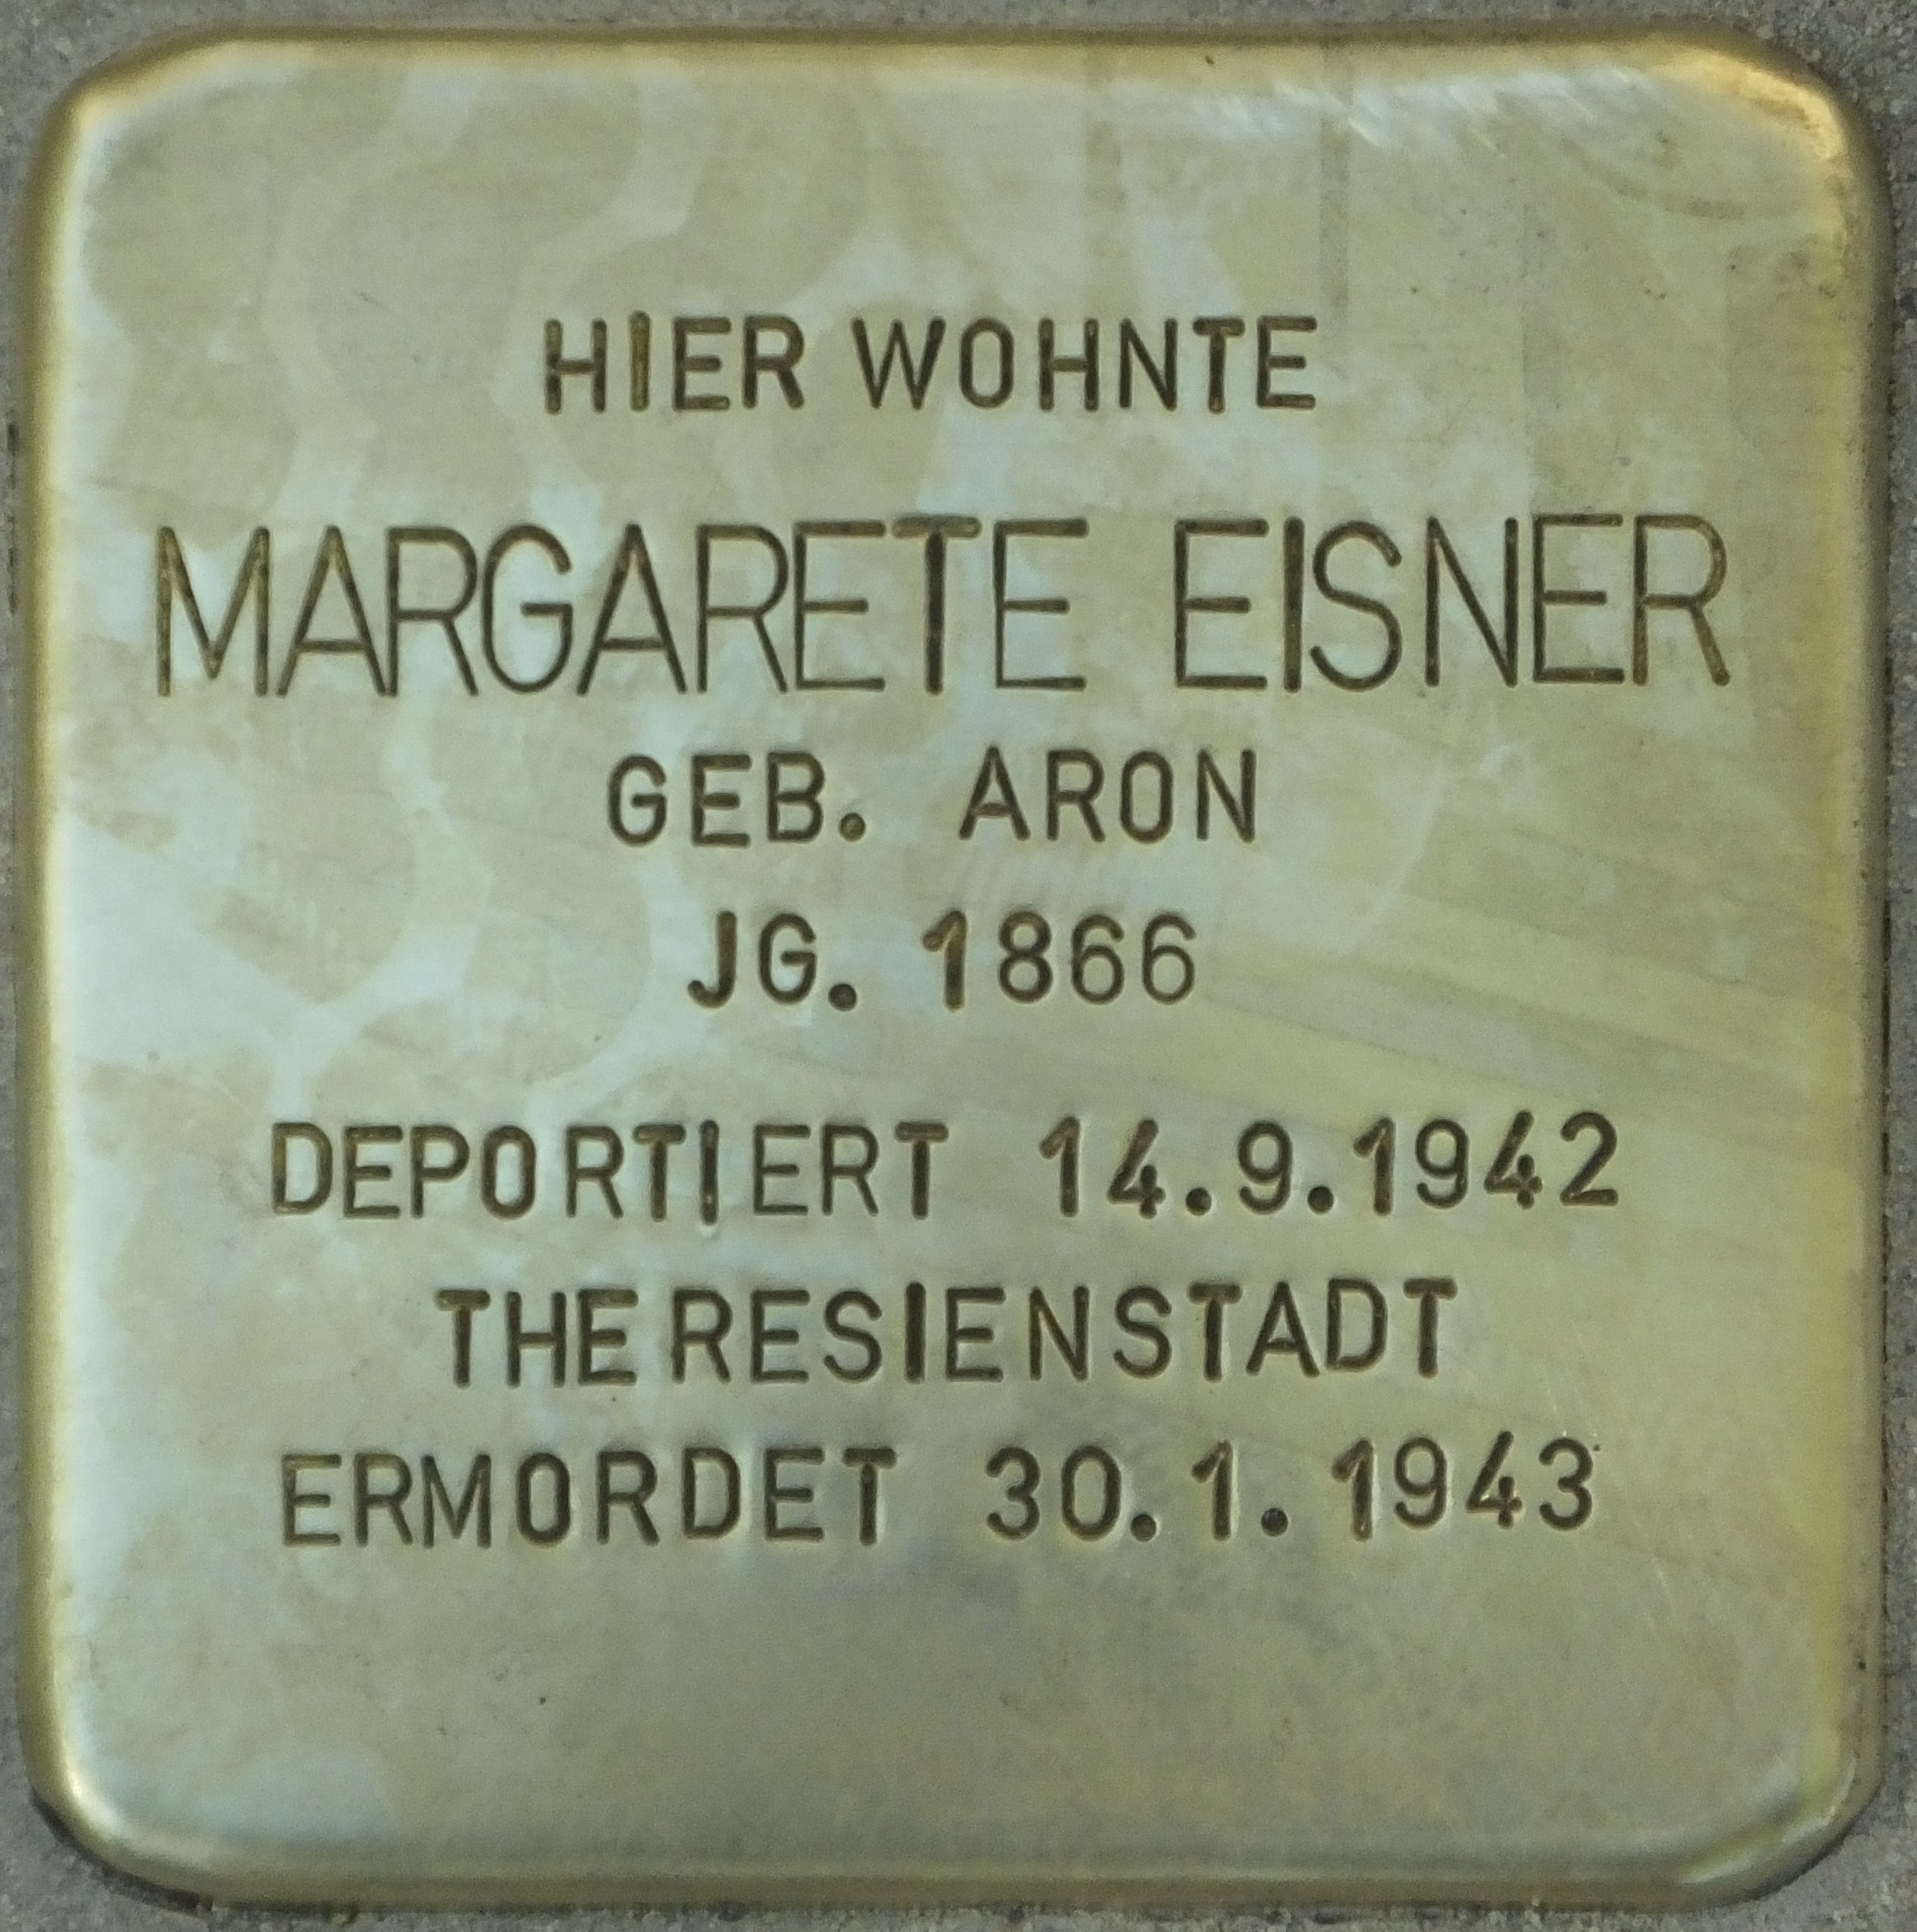 HIER WOHNTE
MARGARETE EISNER
GEB. ARON
JG. 1866
DEPORTIERT 14.9.1942
THERESIENSTADT
ERMORDET 30.1.1943